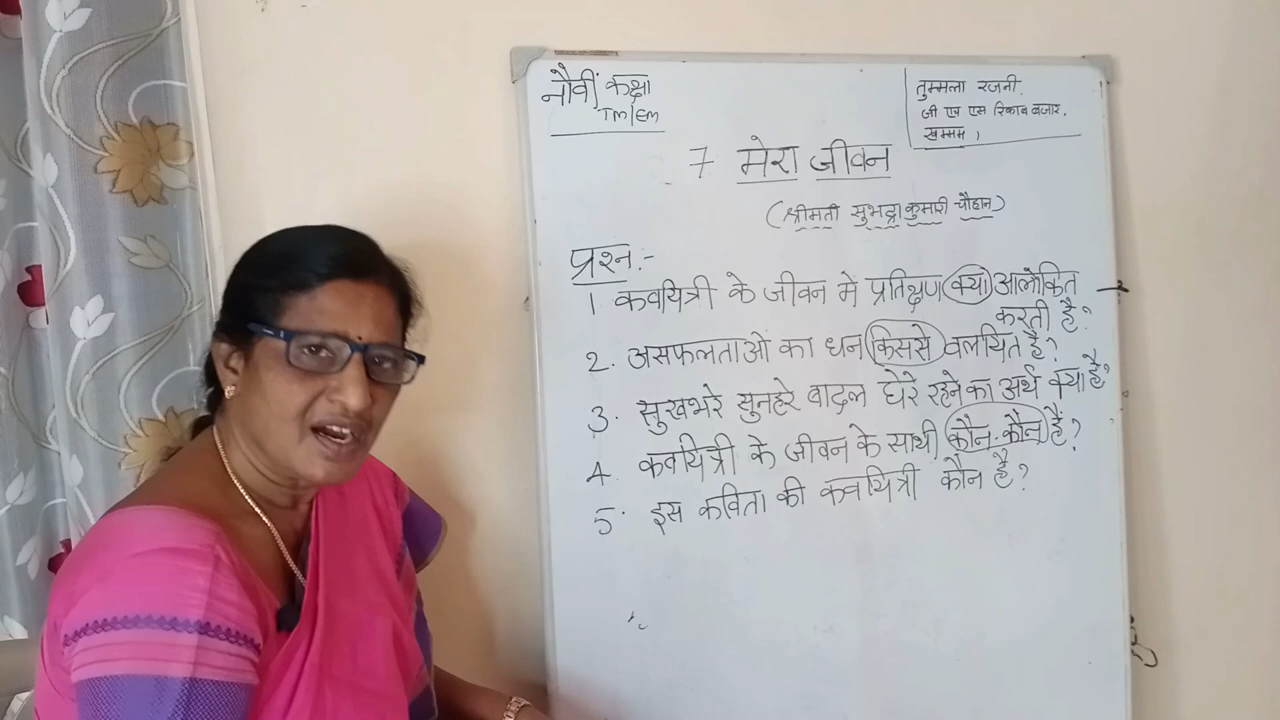 नौवीं कक्षा
TM/EM
तुम्मला रजनी.
जी एच एस रिकाब बजार.
खम्मम।
7 मेरा जीवन
(श्रीमती सुभद्रा कुमारी चौहान)
प्रश्न:-
1 कवयित्री के जीवन में प्रतिक्षण क्या आलोकित
करती है?
2. असफलताओं का धन किससे वलयित है?
3. सुखभरे सुनहरे बादल घेरे रहने का अर्थ क्या है?
4. कवयित्री के जीवन के साथी कौन-कौन हैं?
5. इस कविता की कवयित्री कौन है?